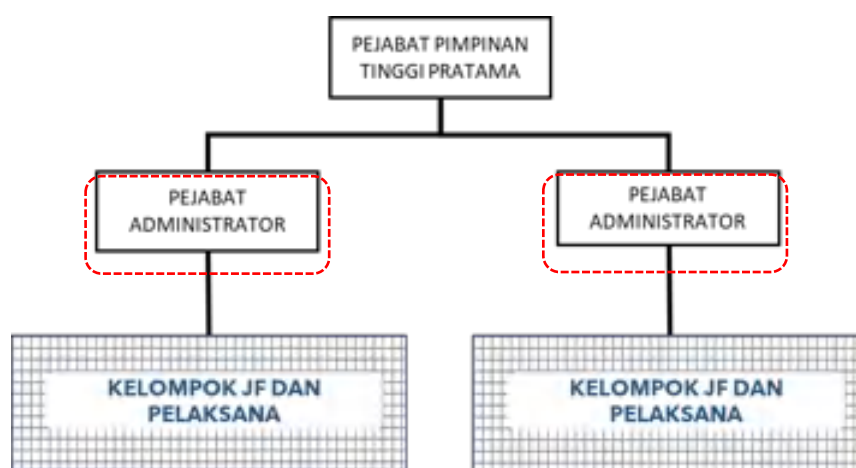 PEJABAT PIMPINAN
TINGGI PRATAMA
PEJABAT
ADMINISTRATOR
PEJABAT
ADMINISTRATOR
KELOMPOK JF DAN
PELAKSANA
KELOMPOK JF DAN
PELAKSANA